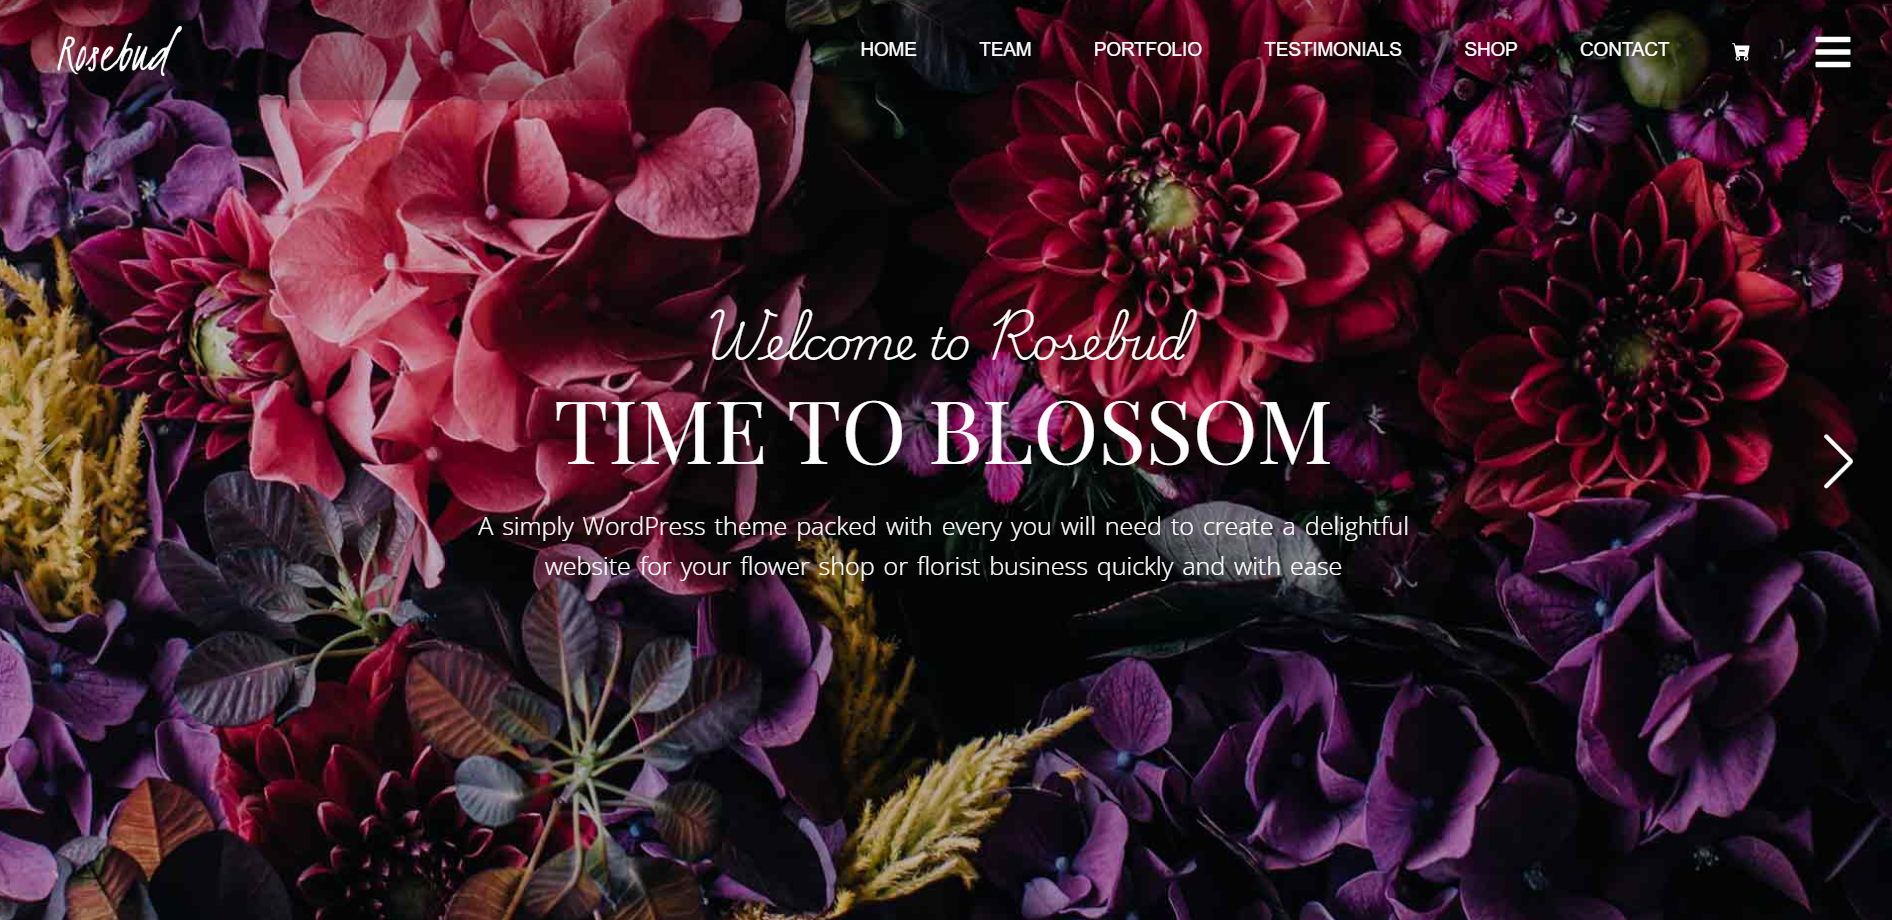 Rosebud
HOME TEAM PORTFOLIO TESTIMONIALS SHOP CONTACT
Welcome to Rosebud
TIME TO BLOSSOM
A simply WordPress theme packed with every you will need to create a delightful
website for your flower shop or florist business quickly and with ease